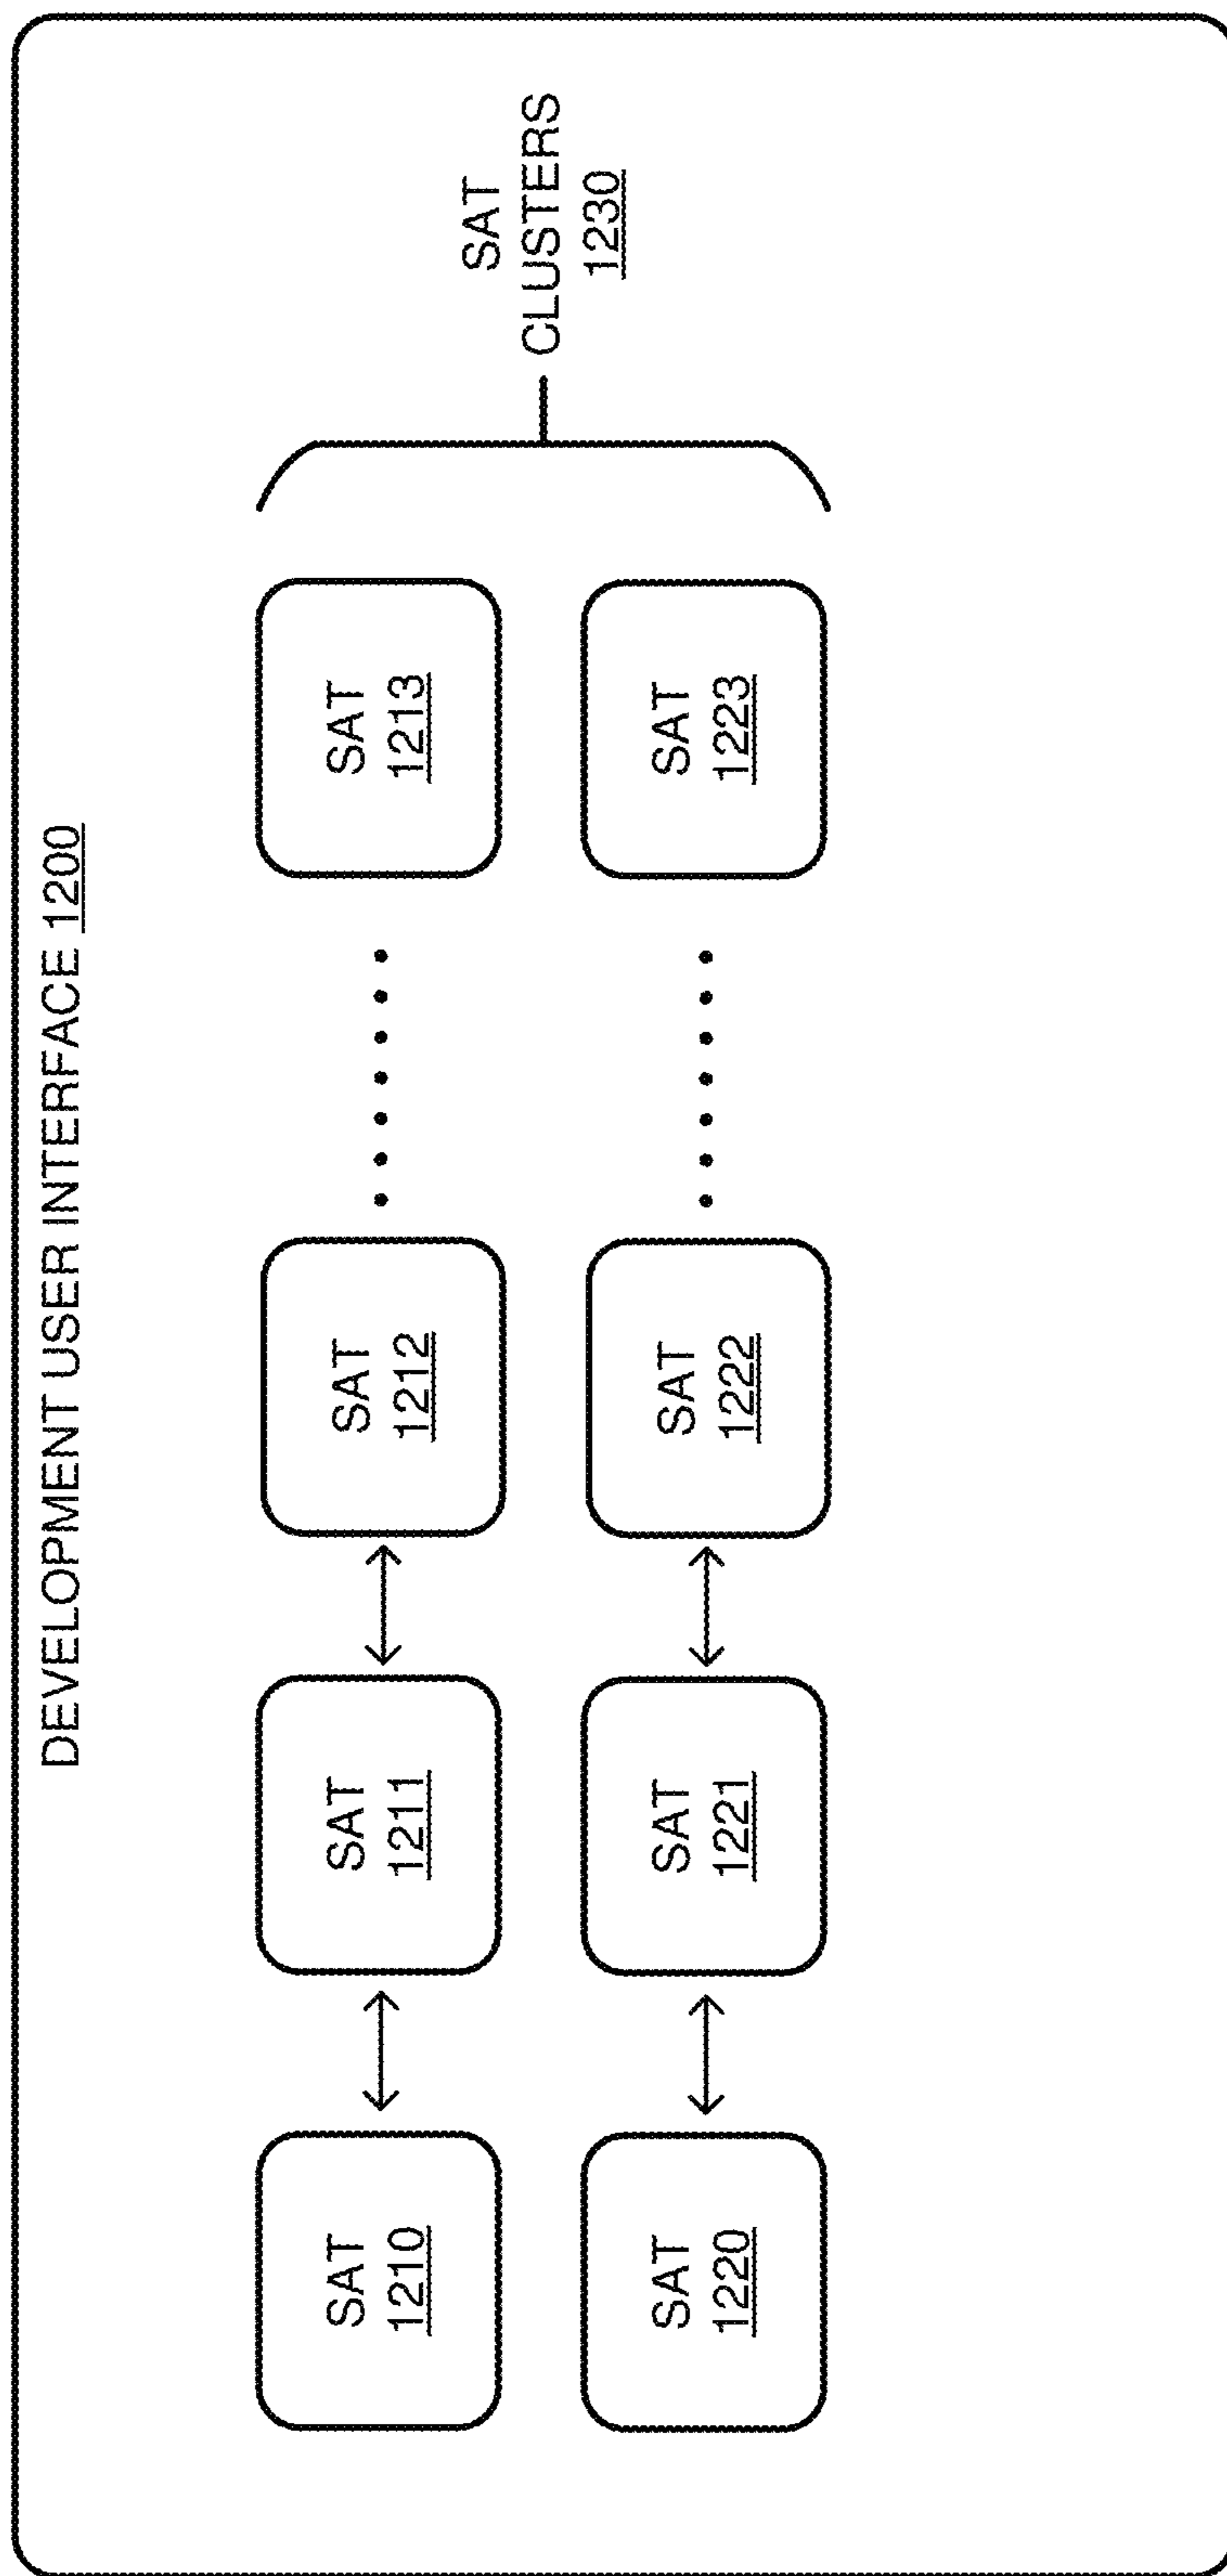 DEVELOPMENT USER INTERFACE 1200
SAT
1210
SAT
1211
SAT
1212
SAT
1213
SAT
CLUSTERS
1230
SAT
1220
SAT
1221
SAT
1222
SAT
1223